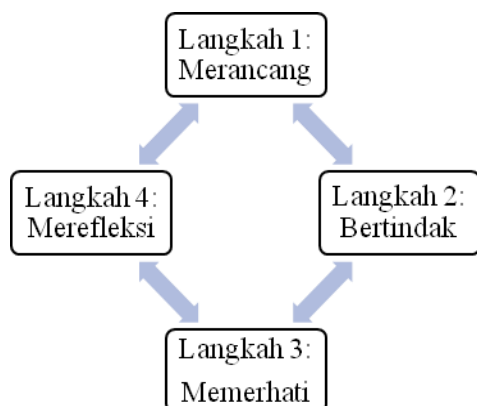 Langkah 1:
Merancang
Langkah 4:
Merefleksi
Langkah 2:
Bertindak
Langkah 3:
Memerhati